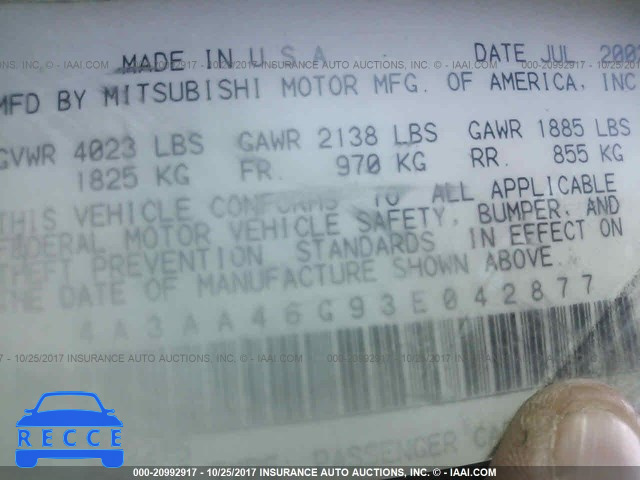 MADE IN U.S.A. DATE JUL 200
MFD BY MITSUBISHI MOTOR MFG. OF AMERICA, INC
GVWR 4023 LBS GAWR 2138 LBS GAWR 1885 LBS
1825 KG FR. 970 KG RR. 855 KG
THIS VEHICLE CONFORMS TO ALL APPLICABLE
FEDERAL MOTOR VEHICLE SAFETY, BUMPER, AND
THEFT PREVENTION STANDARDS IN EFFECT ON
THE DATE OF MANUFACTURE SHOWN ABOVE.
4A3AA46G93E042877
PASSENGER CAR
RECCE
000-20992917 - 10/25/2017 INSURANCE AUTO AUCTIONS, INC. - © - IAAI.COM